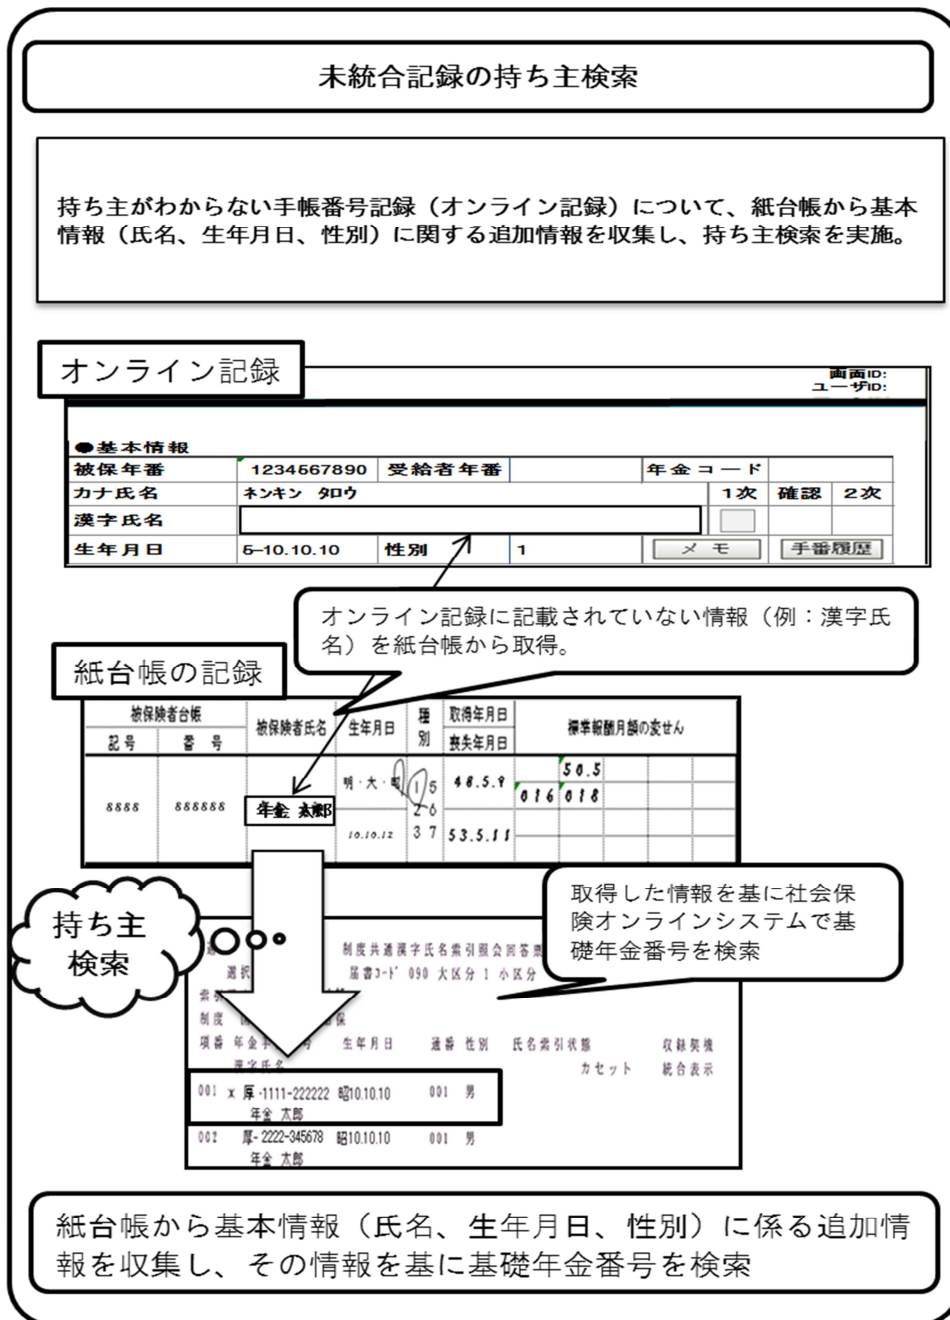 未統合記録の持ち主検索
持ち主がわからない手帳番号記録（オンライン記録）について、紙台帳から基本
情報（氏名、生年月日、性別）に関する追加情報を収集し、持ち主検索を実施。
オンライン記録
画面ID:
ユーザID:
●基本情報
被保年番 1234567890 受給者年番 年金コード
カナ氏名 ネンキン タロウ 1次 確認 2次
漢字氏名
生年月日 5-10.10.10 性別 1 メモ 手番履歴
オンライン記録に記載されていない情報（例：漢字氏
名）を紙台帳から取得。
紙台帳の記録
被保険者台帳 被保険者氏名 生年月日 種別 取得年月日 標準報酬月額の変せん
記号 番号 喪失年月日
50.5
明・大・昭 1 5 48.5.9
016 018
8888 888888 年金 太郎 2 6
10.10.12 3 7 53.5.11
取得した情報を基に社会保
険オンラインシステムで基
礎年金番号を検索
持ち主
検索
制度共通漢字氏名索引照会回答票
選択 届書コード 090 大区分 1 小区分
制度
項番 年金 生年月日 通番 性別 氏名索引状態 収録契機
漢字氏名 カセット 統合表示
001 x 厚-1111-222222 昭10.10.10 001 男
年金 太郎
002 厚-2222-345678 昭10.10.10 001 男
年金 太郎
紙台帳から基本情報（氏名、生年月日、性別）に係る追加情
報を収集し、その情報を基に基礎年金番号を検索